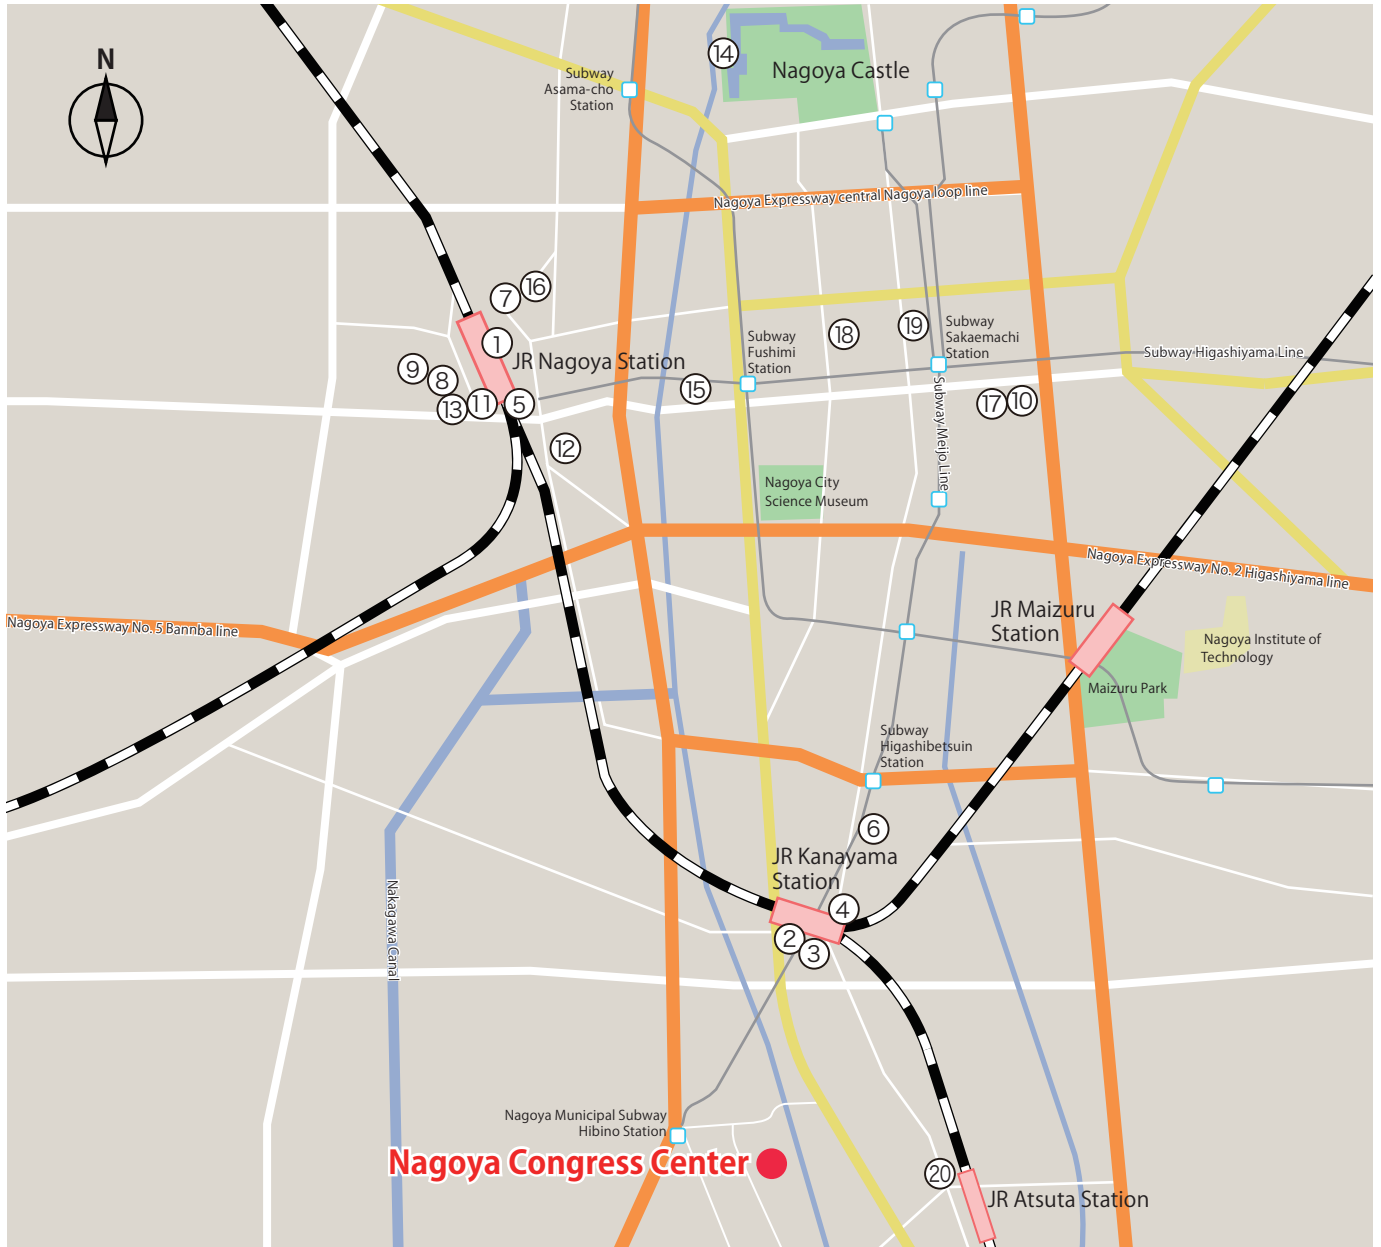 N
14
Nagoya Castle
Subway
Asama-cho
Station
Nagoya Expressway central Nagoya loop line
16
7
1
JR Nagoya Station
18
19
Subway
Fushimi
Station
Subway
Sakaemachi
Station
Subway Higashiyama Line
9
8
13
11
5
15
17
10
Subway Meijo Line
12
Nagoya City
Science Museum
Nagoya Expressway No. 2 Higashiyama line
Nagoya Expressway No. 5 Bannba line
JR Maizuru
Station
Nagoya Institute of
Technology
Maizuru Park
Subway
Higashibetsuin
Station
6
JR Kanayama
Station
4
2
3
Nakagawa Canal
Nagoya Municipal Subway
Hibino Station
Nagoya Congress Center
20
JR Atsuta Station